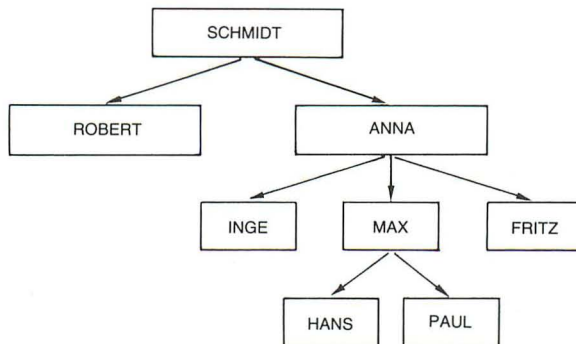 SCHMIDT
ROBERT
ANNA
INGE
MAX
FRITZ
HANS
PAUL